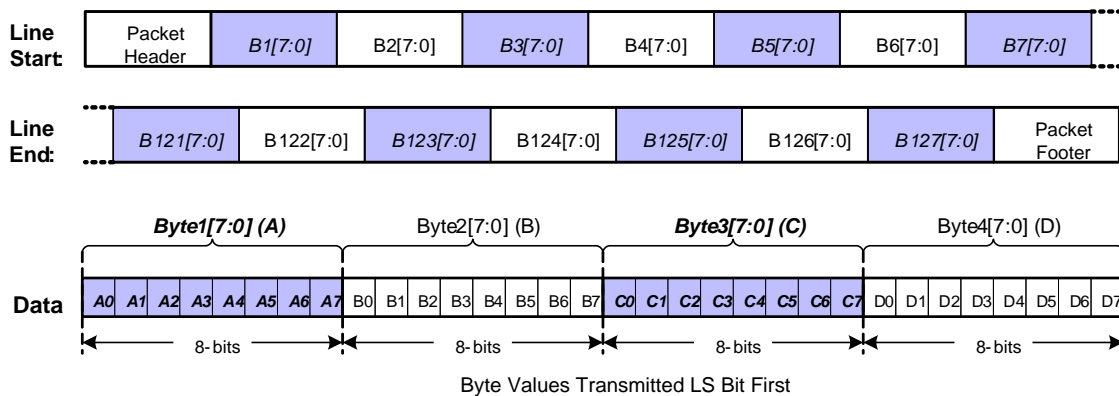 Line Start: Packet Header B1[7:0] B2[7:0] B3[7:0] B4[7:0] B5[7:0] B6[7:0] B7[7:0]
Line End: B121[7:0] B122[7:0] B123[7:0] B124[7:0] B125[7:0] B126[7:0] B127[7:0] Packet Footer
Byte1[7:0] (A) Byte2[7:0] (B) Byte3[7:0] (C) Byte4[7:0] (D)
Data A0 A1 A2 A3 A4 A5 A6 A7 B0 B1 B2 B3 B4 B5 B6 B7 C0 C1 C2 C3 C4 C5 C6 C7 D0 D1 D2 D3 D4 D5 D6 D7
8-bits 8-bits 8-bits 8-bits
Byte Values Transmitted LS Bit First